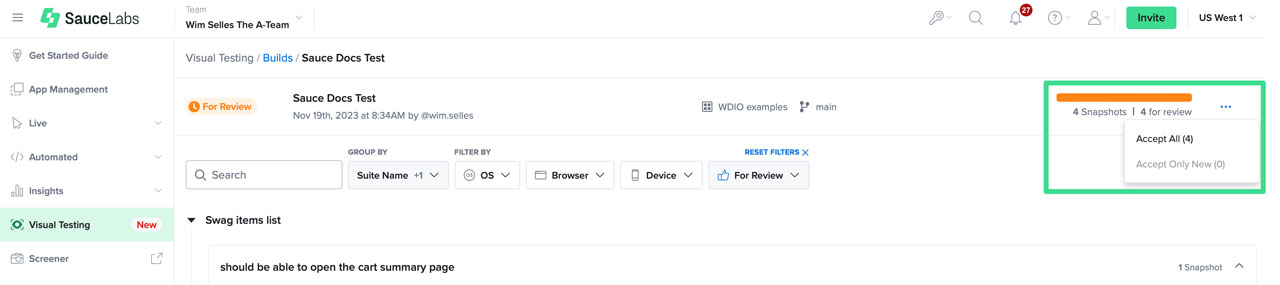 SauceLabs
Team
Wim Selles The A-Team
27
Invite
US West 1
Get Started Guide
App Management
Live
Automated
Insights
Visual Testing New
Screener
Visual Testing / Builds / Sauce Docs Test
For Review
Sauce Docs Test
Nov 19th, 2023 at 8:34AM by @wim.selles
WDIO examples
main
4 Snapshots | 4 for review
Accept All (4)
Accept Only New (0)
GROUP BY
FILTER BY
RESET FILTERS
Search
Suite Name +1
OS OS
Browser
Device
For Review
Swag items list
should be able to open the cart summary page
1 Snapshot